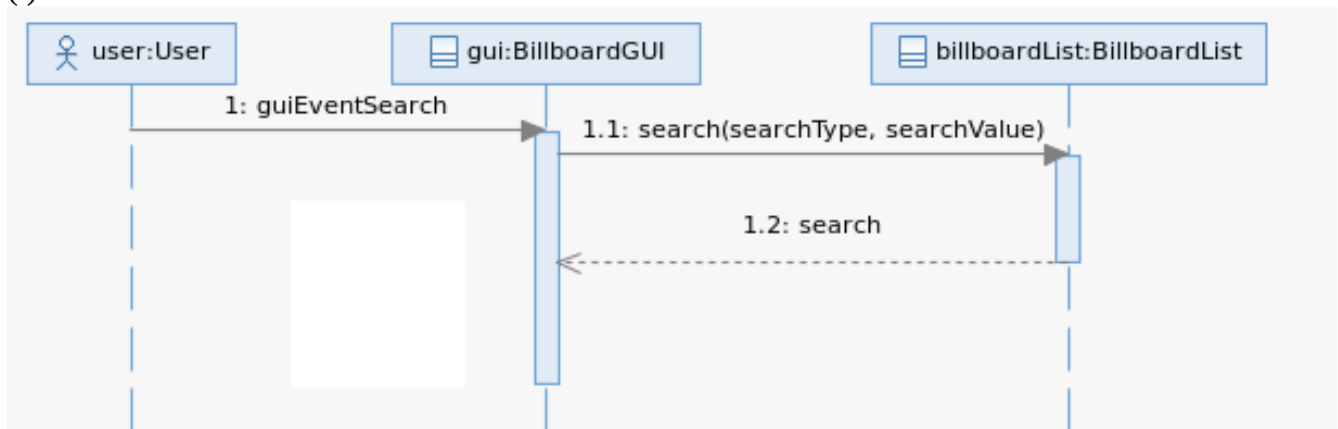 user:User
gui:BillboardGUI
billboardList:BillboardList
1: guiEventSearch
1.1: search(searchType, searchValue)
1.2: search